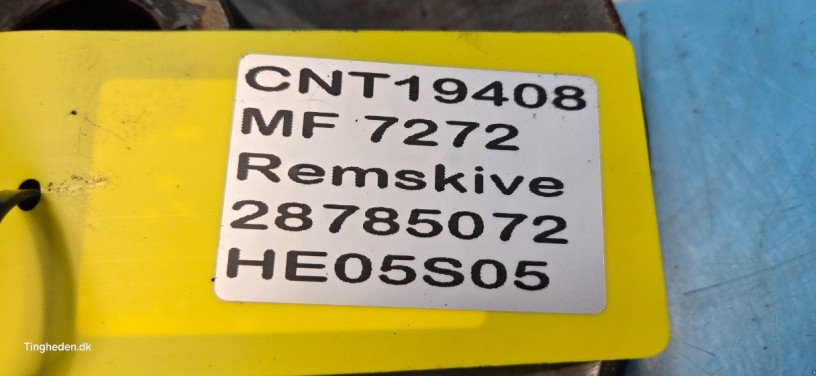 CNT19408
MF 7272
Remskive
28785072
HE05S05
Tingheden.dk